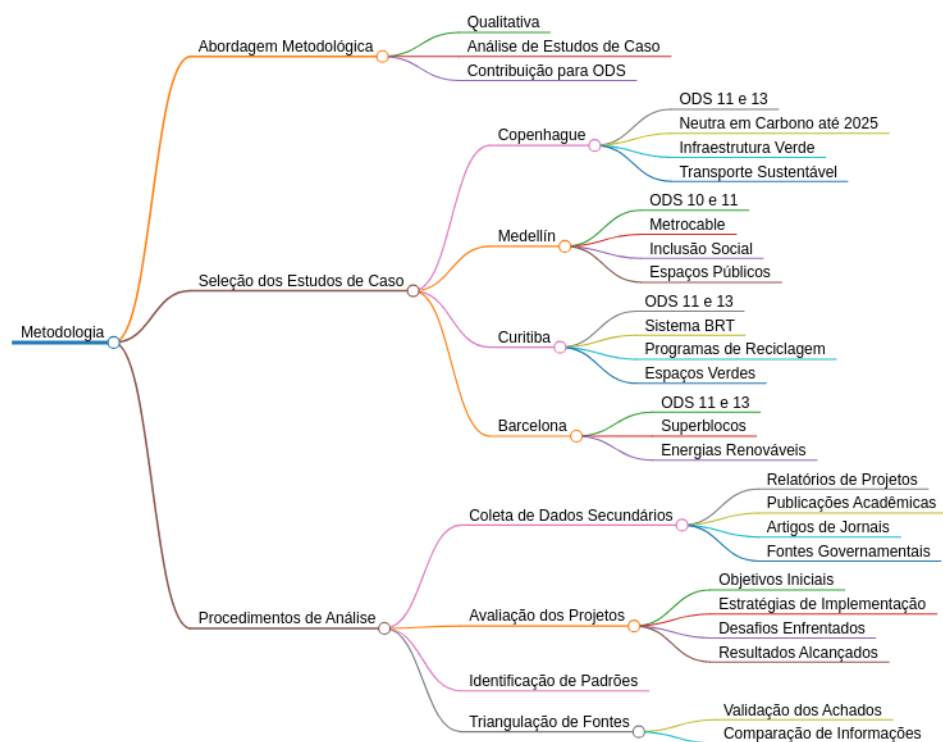 Metodologia
Abordagem Metodológica
Qualitativa
Análise de Estudos de Caso
Contribuição para ODS
Seleção dos Estudos de Caso
Copenhague
ODS 11 e 13
Neutra em Carbono até 2025
Infraestrutura Verde
Transporte Sustentável
Medellín
ODS 10 e 11
Metrocable
Inclusão Social
Espaços Públicos
Curitiba
ODS 11 e 13
Sistema BRT
Programas de Reciclagem
Espaços Verdes
Barcelona
ODS 11 e 13
Superblocos
Energias Renováveis
Procedimentos de Análise
Coleta de Dados Secundários
Relatórios de Projetos
Publicações Acadêmicas
Artigos de Jornais
Fontes Governamentais
Avaliação dos Projetos
Objetivos Iniciais
Estratégias de Implementação
Desafios Enfrentados
Resultados Alcançados
Identificação de Padrões
Triangulação de Fontes
Validação dos Achados
Comparação de Informações